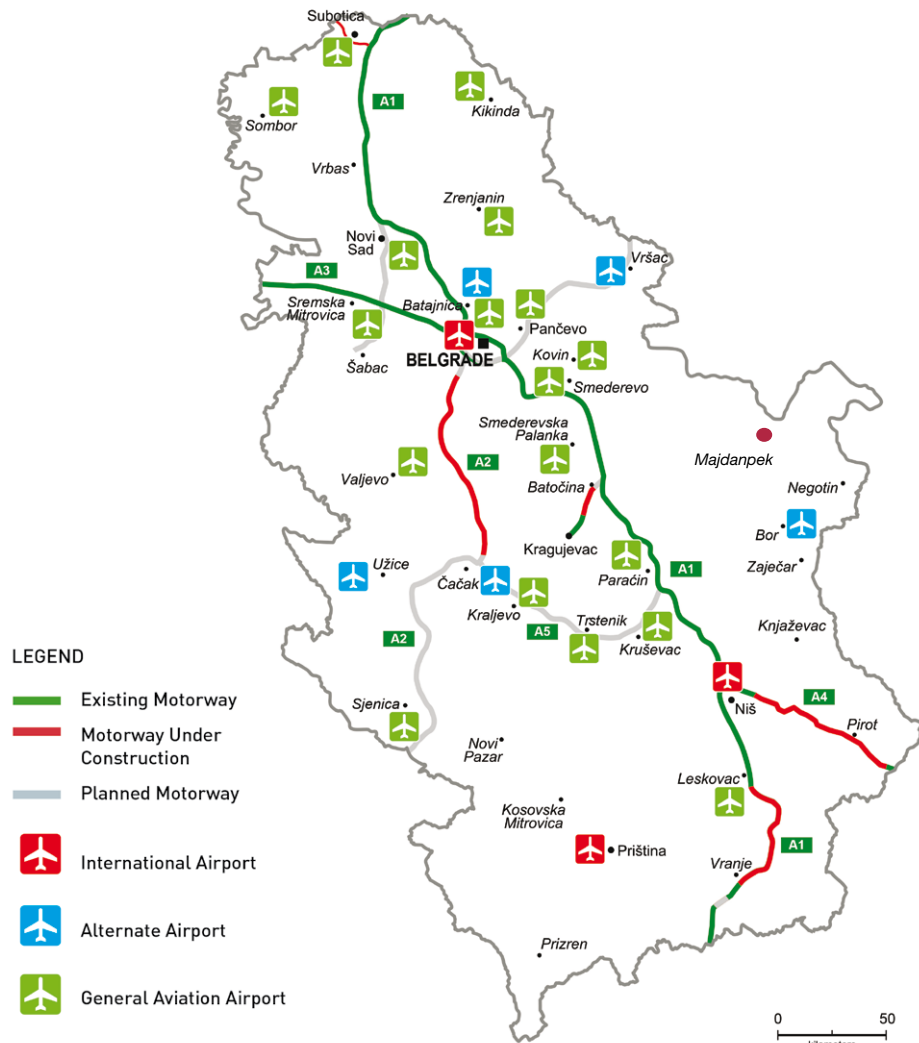 Subotica
A1
Kikinda
Sombor
Vrbas
Zrenjanin
Novi
Sad
A3
Vršac
Sremska
Mitrovica
Batajnica
Pančevo
BELGRADE
Kovin
Šabac
Smederevo
Smederevska
Palanka
Majdanpek
A2
Valjevo
Batočina
Negotin
Bor
Kragujevac
Užice
Čačak
Paraćin
A1
Zaječar
Kraljevo
A5
Trstenik
Kruševac
Knjaževac
A2
LEGEND
Existing Motorway
Motorway Under
Construction
Planned Motorway
International Airport
Alternate Airport
General Aviation Airport
Sjenica
Niš
A4
Pirot
Novi
Pazar
Leskovac
Kosovska
Mitrovica
Priština
A1
Vranje
Prizren
0 50